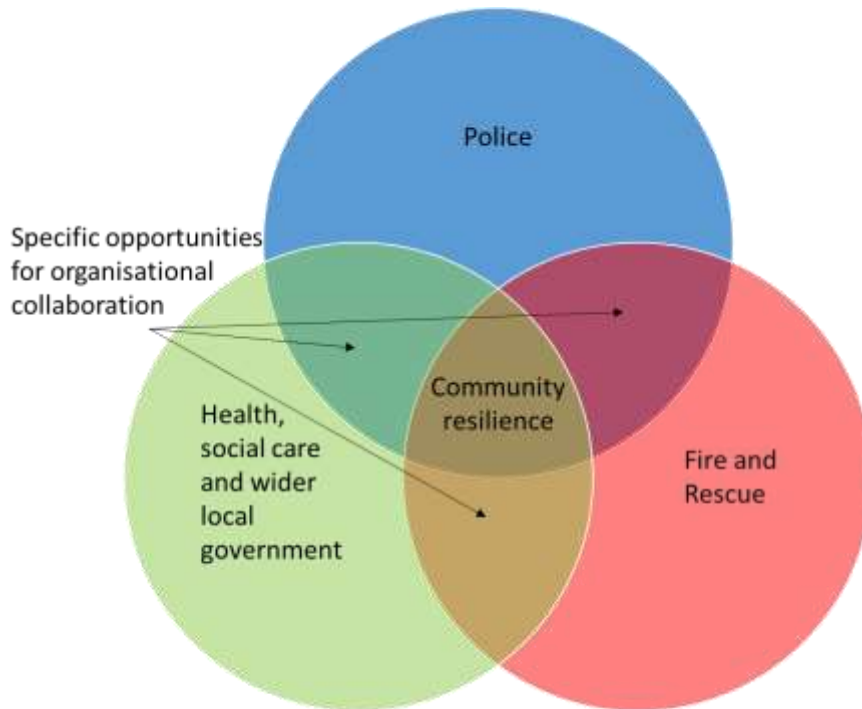 Police
Specific opportunities
for organisational
collaboration
Community
resilience
Health,
social care
and wider
local
government
Fire and
Rescue